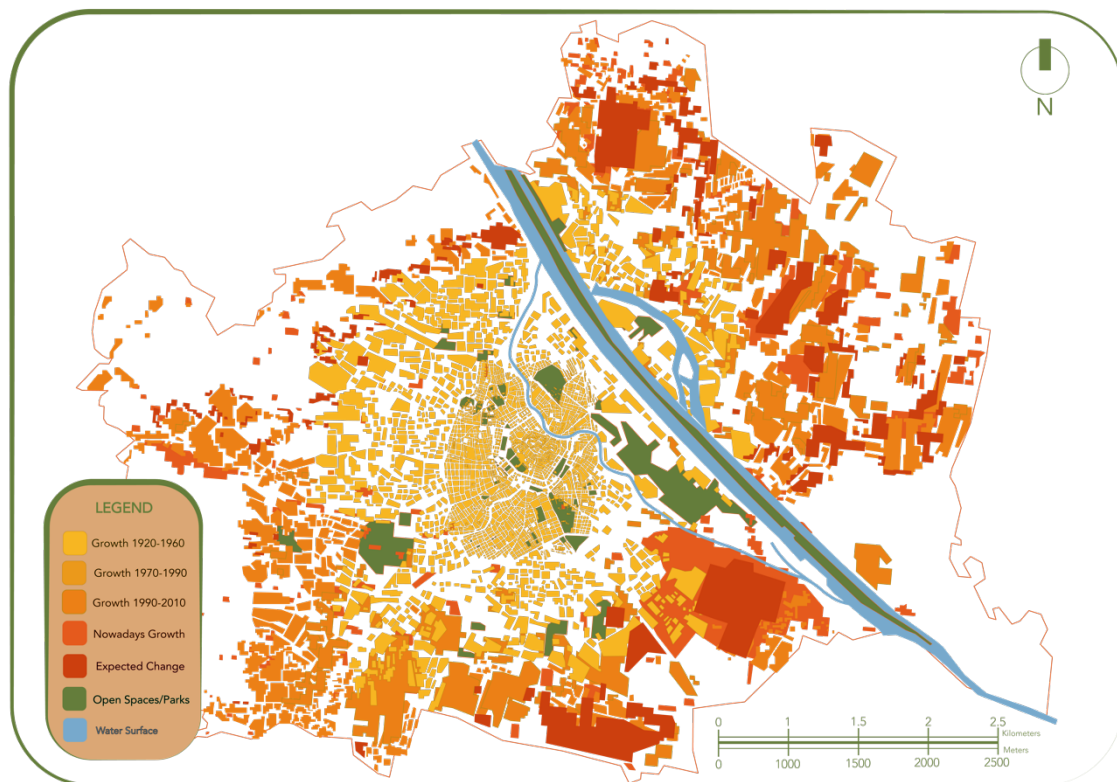 N
LEGEND
Growth 1920-1960
Growth 1970-1990
Growth 1990-2010
Nowadays Growth
Expected Change
Open Spaces/Parks
Water Surface
0 1 1.5 2 2.5
Kilometers
Meters
0 1000 1500 2000 2500